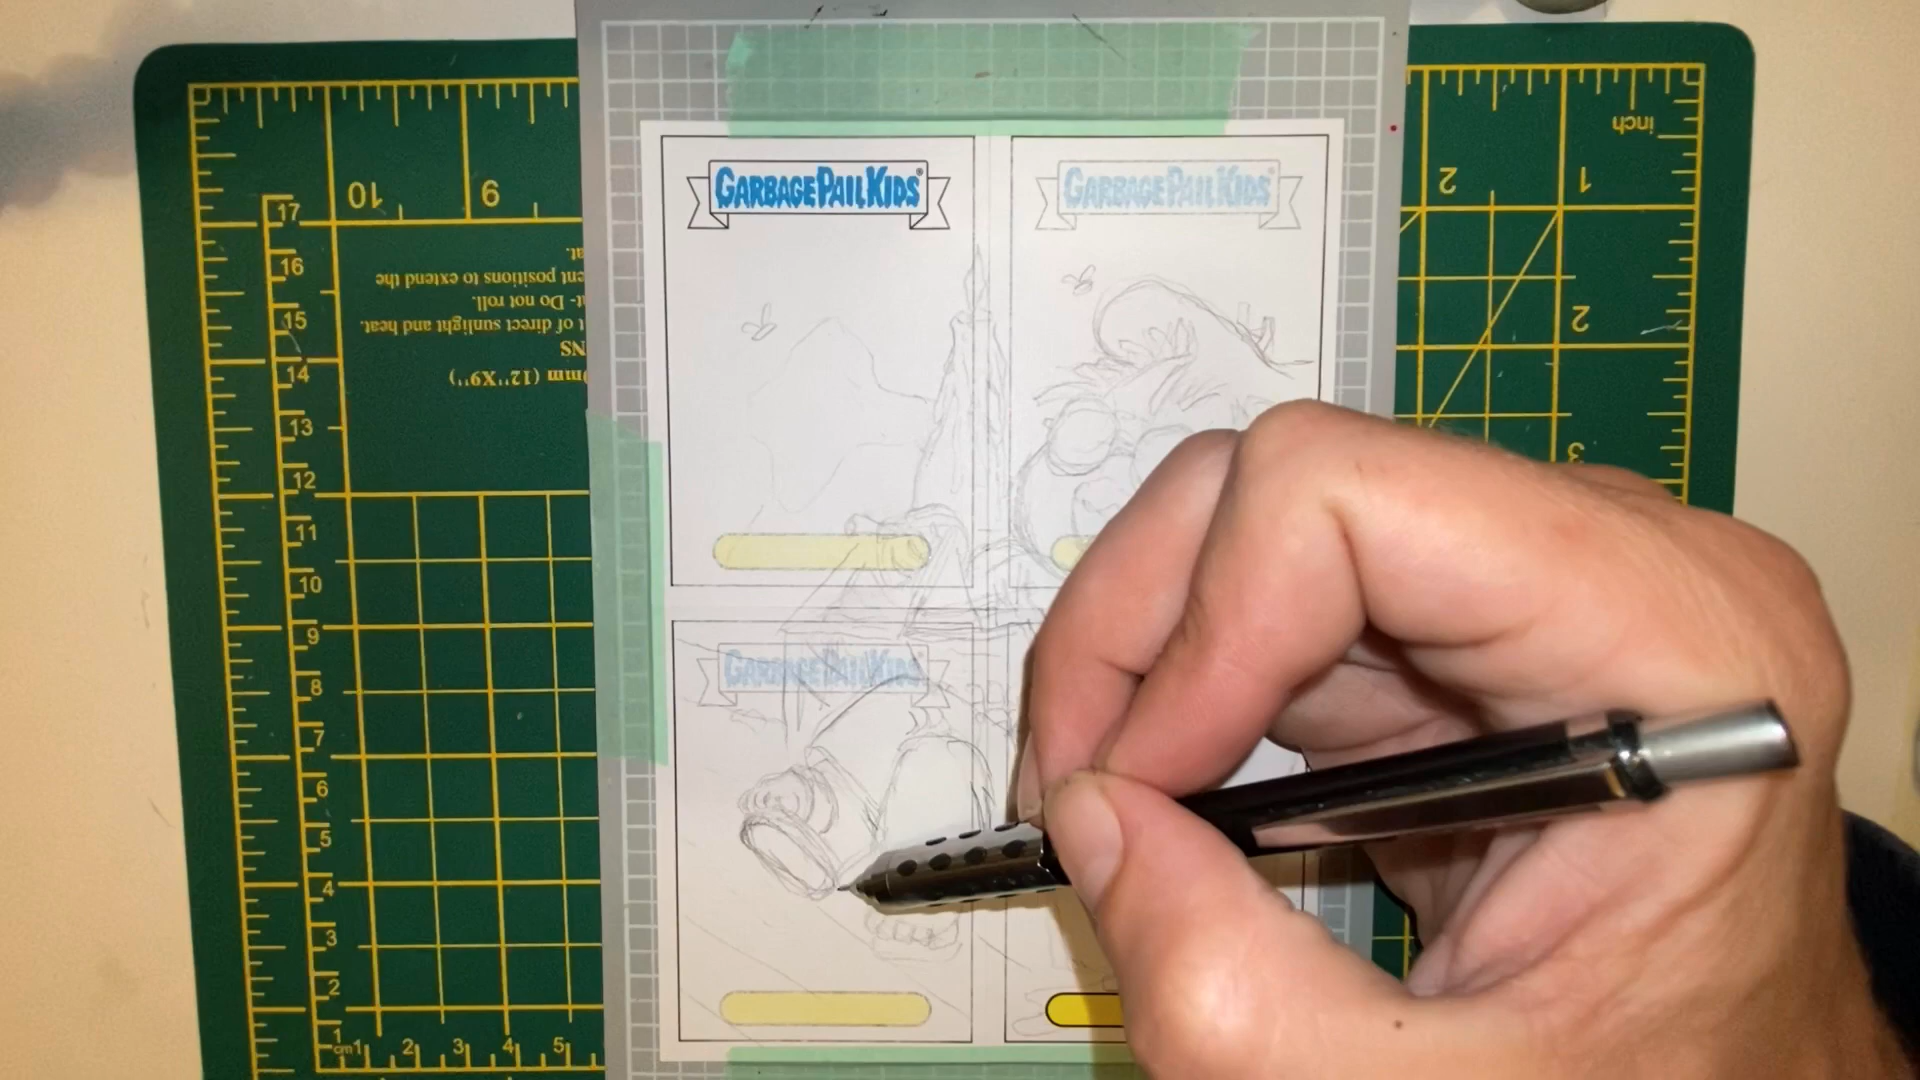 GARBAGE PAIL KIDS®
GARBAGE PAIL KIDS
GARBAGE PAIL KIDS
inch
10
9
2
1
2
3
17
16
15
14
13
12
11
10
9
8
7
6
5
4
3
2
1
cm1
2
3
4
5
at.
positions to extend the
Do not roll.
t of direct sunlight and heat.
NS
mm (12''X9'')